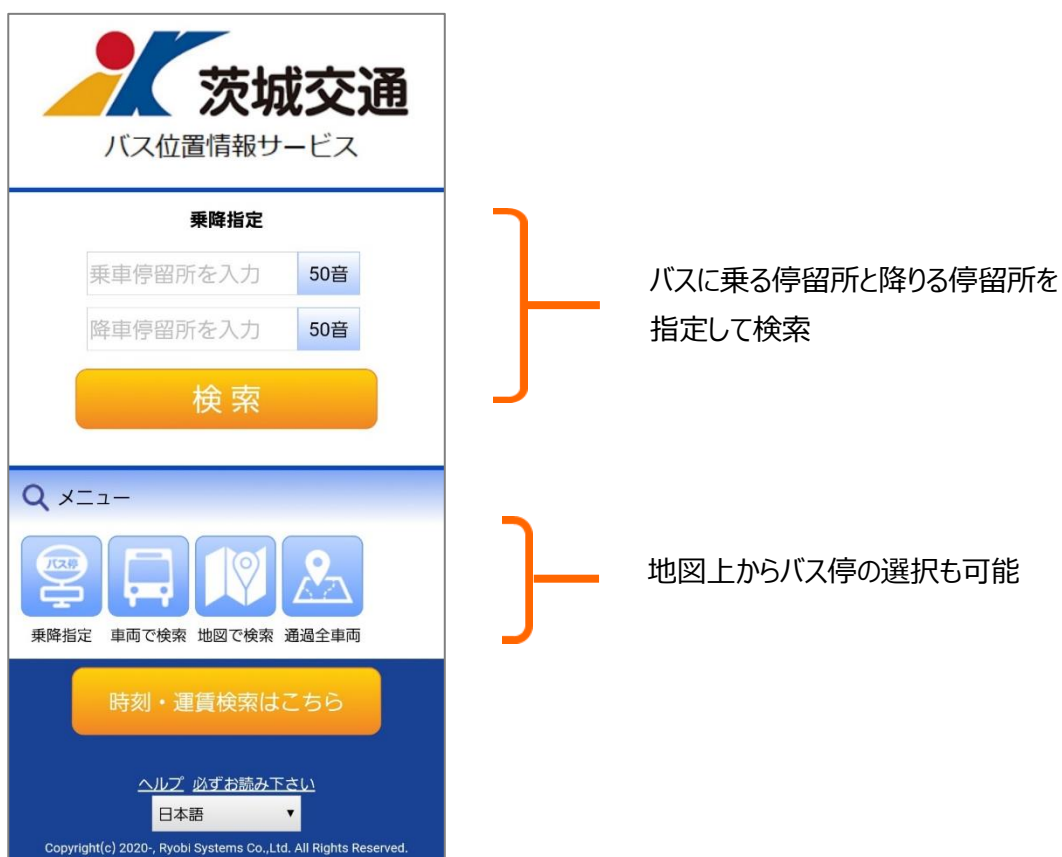 茨城交通
バス位置情報サービス
乗降指定
乗車停留所を入力 50音
降車停留所を入力 50音
検索
バスに乗る停留所と降りる停留所を
指定して検索
メニュー
バス停
乗降指定 車両で検索 地図で検索 通過全車両
地図上からバス停の選択も可能
時刻・運賃検索はこちら
ヘルプ 必ずお読み下さい
日本語
Copyright(c) 2020-, Ryobi Systems Co.,Ltd. All Rights Reserved.